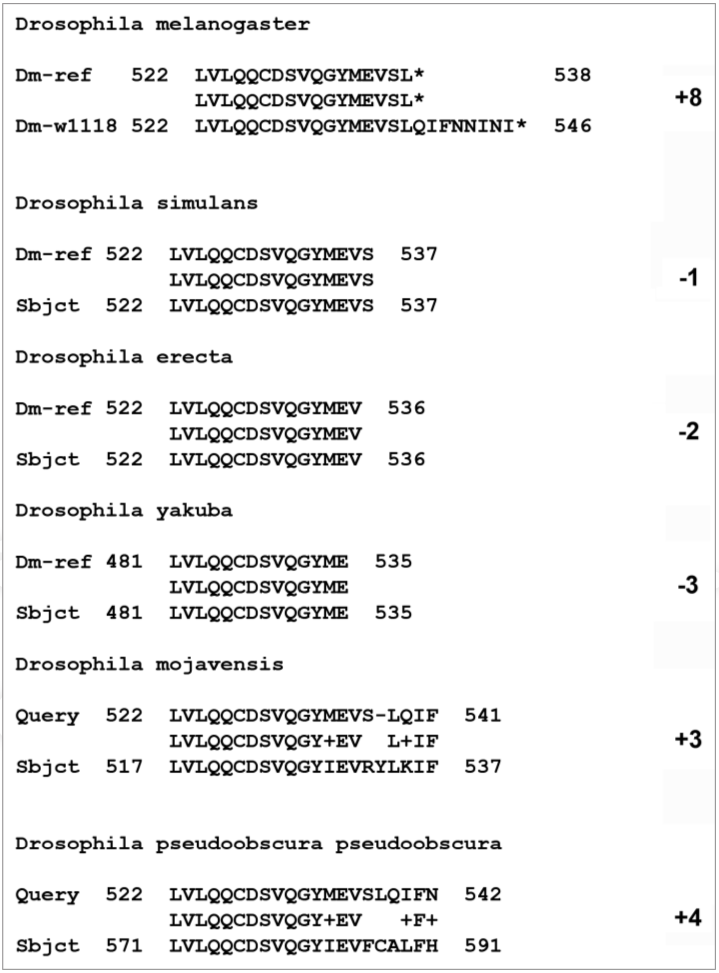 Drosophila melanogaster
Dm-ref 522 LVLQQCDSVQGYMEVSL* 538
LVLQQCDSVQGYMEVSL*
+8
Dm-w1118 522 LVLQQCDSVQGYMEVSLQIFNNINI* 546
Drosophila simulans
Dm-ref 522 LVLQQCDSVQGYMEVS 537
LVLQQCDSVQGYMEVS
-1
Sbjct 522 LVLQQCDSVQGYMEVS 537
Drosophila erecta
Dm-ref 522 LVLQQCDSVQGYMEV 536
LVLQQCDSVQGYMEV
-2
Sbjct 522 LVLQQCDSVQGYMEV 536
Drosophila yakuba
Dm-ref 481 LVLQQCDSVQGYME 535
LVLQQCDSVQGYME
-3
Sbjct 481 LVLQQCDSVQGYME 535
Drosophila mojavensis
Query 522 LVLQQCDSVQGYMEVS-LQIF 541
LVLQQCDSVQGY+EV L+IF
+3
Sbjct 517 LVLQQCDSVQGYIEVRYLKIF 537
Drosophila pseudoobscura pseudoobscura
Query 522 LVLQQCDSVQGYMEVSLQIFN 542
LVLQQCDSVQGY+EV +F+
+4
Sbjct 571 LVLQQCDSVQGYIEVFCALFH 591